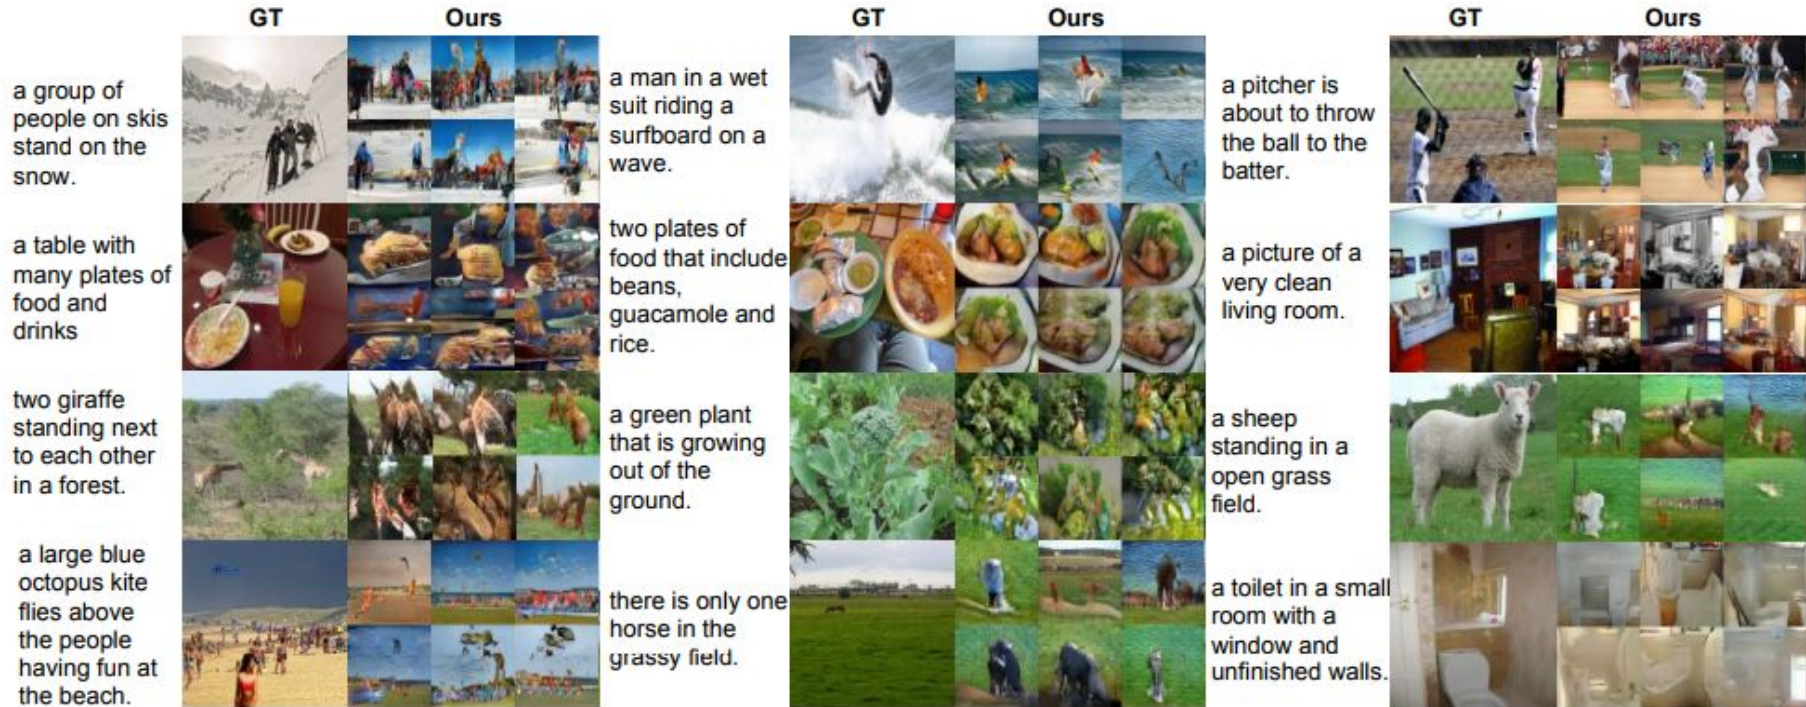 GT Ours GT Ours GT Ours
a group of
people on skis
stand on the
snow.
a man in a wet
suit riding a
surfboard on a
wave.
a pitcher is
about to throw
the ball to the
batter.
a table with
many plates of
food and
drinks
two plates of
food that include
beans,
guacamole and
rice.
a picture of a
very clean
living room.
two giraffe
standing next
to each other
in a forest.
a green plant
that is growing
out of the
ground.
a sheep
standing in a
open grass
field.
a large blue
octopus kite
flies above
the people
having fun at
the beach.
there is only one
horse in the
grassy field.
a toilet in a small
room with a
window and
unfinished walls.